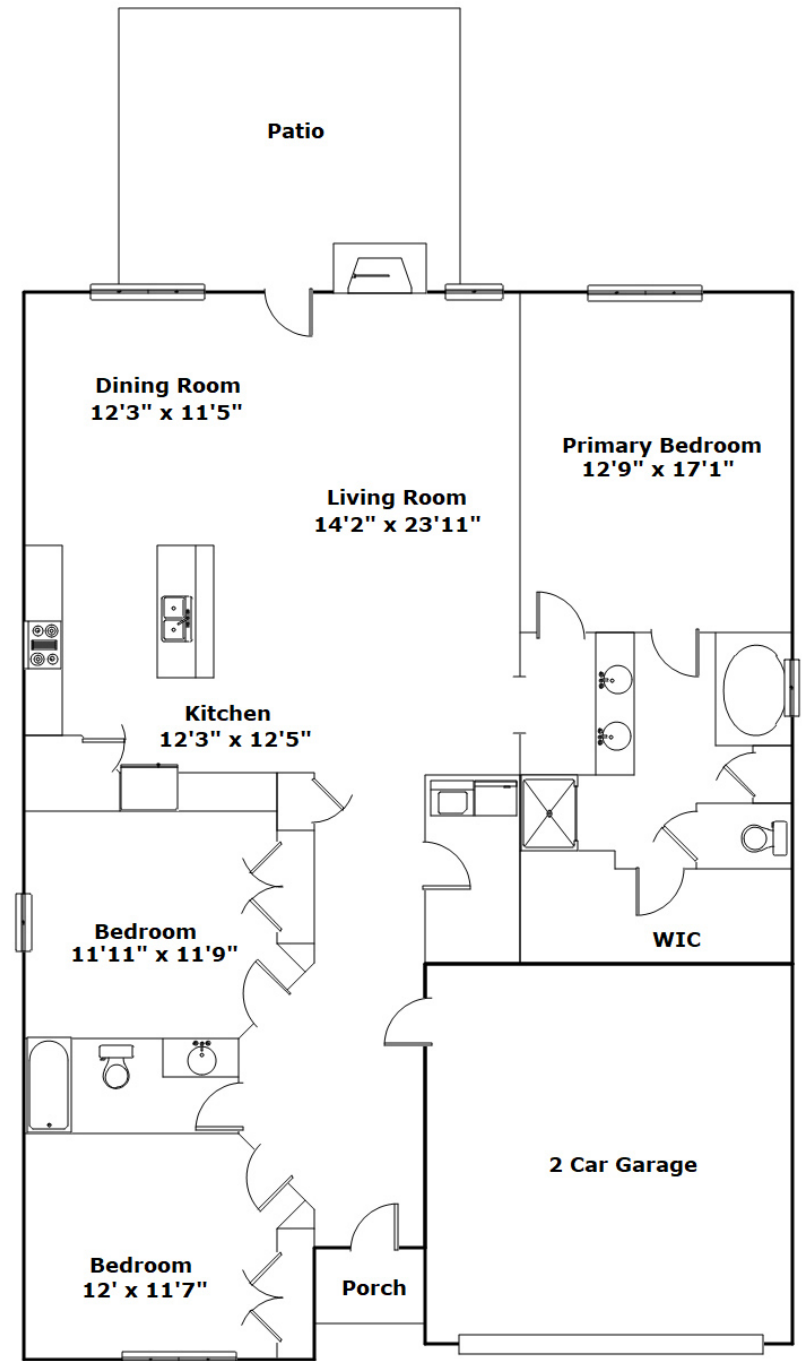 Patio
Dining Room
12'3" x 11'5"
Primary Bedroom
12'9" x 17'1"
Living Room
14'2" x 23'11"
Kitchen
12'3" x 12'5"
Bedroom
11'11" x 11'9"
WIC
2 Car Garage
Bedroom
12' x 11'7"
Porch